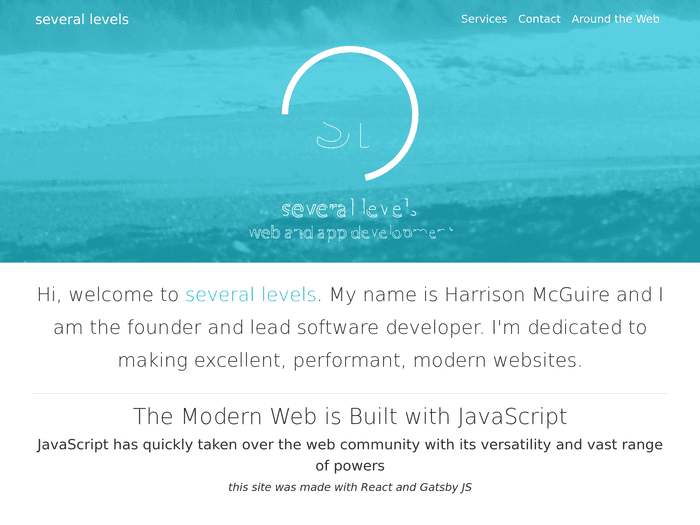 several levels
Services Contact Around the Web
several levels
web and app development
Hi, welcome to several levels. My name is Harrison McGuire and I
am the founder and lead software developer. I'm dedicated to
making excellent, performant, modern websites.
The Modern Web is Built with JavaScript
JavaScript has quickly taken over the web community with its versatility and vast range
of powers
this site was made with React and Gatsby JS